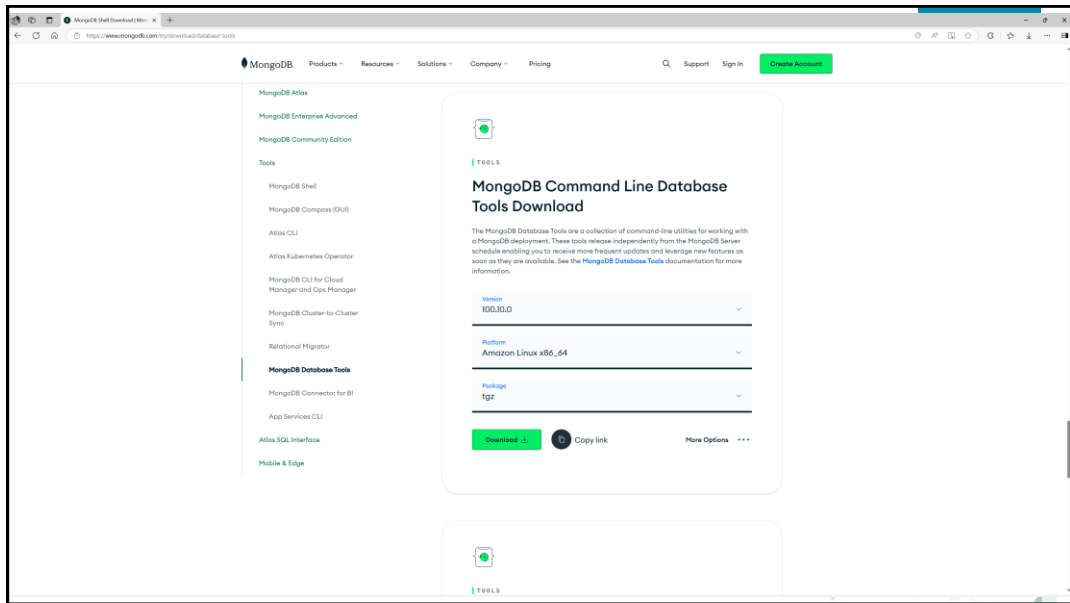 MongoDB Shell Download | Mon
https://www.mongodb.com/try/download/database-tools
MongoDB. Products Resources Solutions Company Pricing Support Sign In Create Account
MongoDB Atlas
MongoDB Enterprise Advanced
MongoDB Community Edition
Tools
MongoDB Shell
MongoDB Compass (GUI)
Atlas CLI
Atlas Kubernetes Operator
MongoDB CLI for Cloud
Manager and Ops Manager
MongoDB Cluster-to-Cluster
Sync
Relational Migrator
MongoDB Database Tools
MongoDB Connector for BI
App Services CLI
Atlas SQL Interface
Mobile & Edge
TOOLS
MongoDB Command Line Database
Tools Download
The MongoDB Database Tools are a collection of command-line utilities for working with
a MongoDB deployment. These tools release independently from the MongoDB Server
schedule enabling you to receive more frequent updates and leverage new features as
soon as they are available. See the MongoDB Database Tools documentation for more
information.
Version
100.10.0
Platform
Amazon Linux x86_64
Package
tgz
Download Copy link More Options
TOOLS